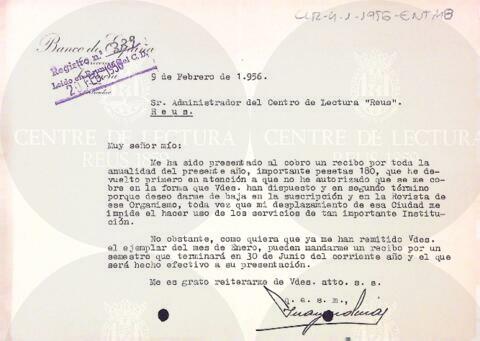 CLR-4-1-1956-ENT
Banco de España
Registro n.º 339
Leido en Permanente del C. D.
9 de Febrero de 1.956.
Sr. Administrador del Centro de Lectura "Reus".
R e u s.
Muy señor mío:
Me ha sido presentado al cobro un recibo por toda la
anualidad del presente año, importante pesetas 180, que he de-
vuelto primero en atención a que no he autorizado que se me co-
bre en la forma que Vdes. han dispuesto y en segundo término
porque deseo darme de baja en la suscripción y en la Revista de
ese Organismo, toda vez que mi desplazamiento de esa Ciudad me
impide el hacer uso de los servicios de tan importante Institu-
ción.
No obstante, como quiera que ya me han remitido Vdes.
el ejemplar del mes de Enero, pueden mandarme un recibo por un
semestre que terminará en 30 de Junio del corriente año y el que
será hecho efectivo a su presentación.
Me es grato reiterarme de Vdes. atto. s. s.
q. e. s. m.,
CENTRE DE LECTURA
REUS 1859